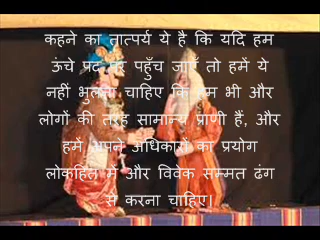 कहने का तात्पर्य ये है कि यदि हम
ऊंचे प्रद पर पहुँच जाएँ तो हमें ये
नहीं भुलना चाहिए कि हम भी और
लोगों की तरह सामान्य प्राणी हैं, और
हमें अपने अधिकारों का प्रयोग
लोकहित में और विवेक सम्मत ढंग
से करना चाहिए।